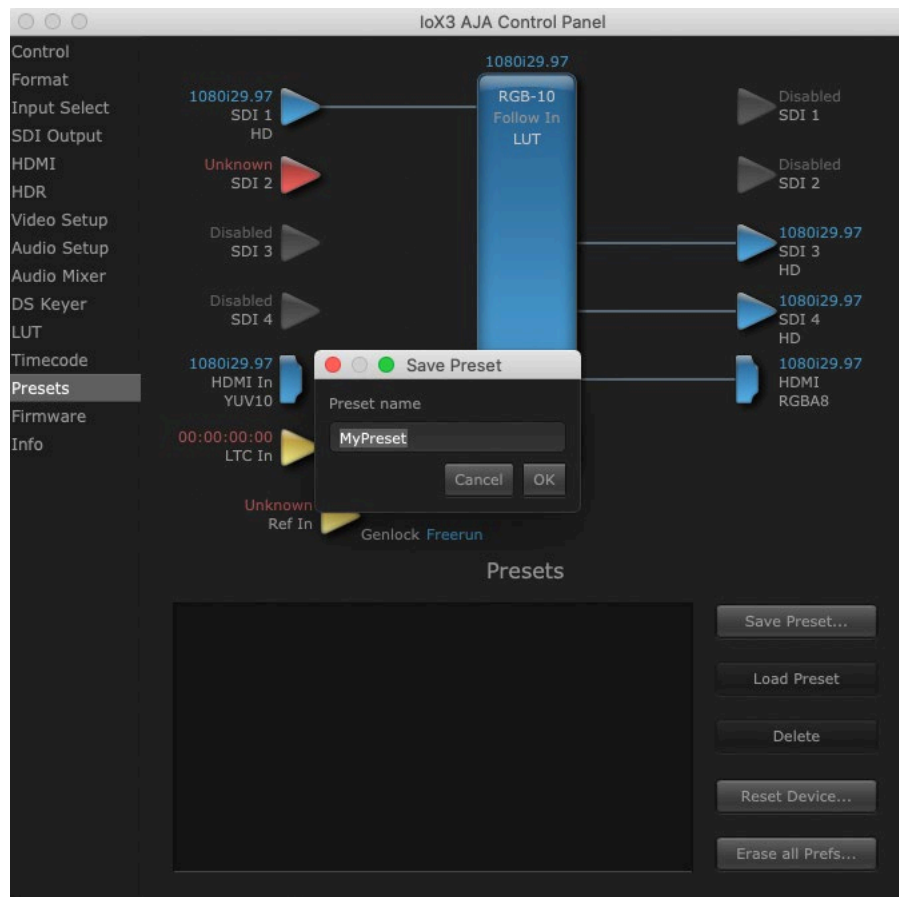 IoX3 AJA Control Panel
Control
Format
Input Select
SDI Output
HDMI
HDR
Video Setup
Audio Setup
Audio Mixer
DS Keyer
LUT
Timecode
Presets
Firmware
Info
1080i29.97
SDI 1
HD
Unknown
SDI 2
Disabled
SDI 3
Disabled
SDI 4
1080i29.97
HDMI In
YUV10
00:00:00:00
LTC In
Unknown
Ref In
1080i29.97
RGB-10
Follow In
LUT
Genlock Freerun
Disabled
SDI 1
Disabled
SDI 2
1080i29.97
SDI 3
HD
1080i29.97
SDI 4
HD
1080i29.97
HDMI
RGBA8
Save Preset
Preset name
MyPreset
Cancel OK
Presets
Save Preset...
Load Preset
Delete
Reset Device...
Erase all Prefs...